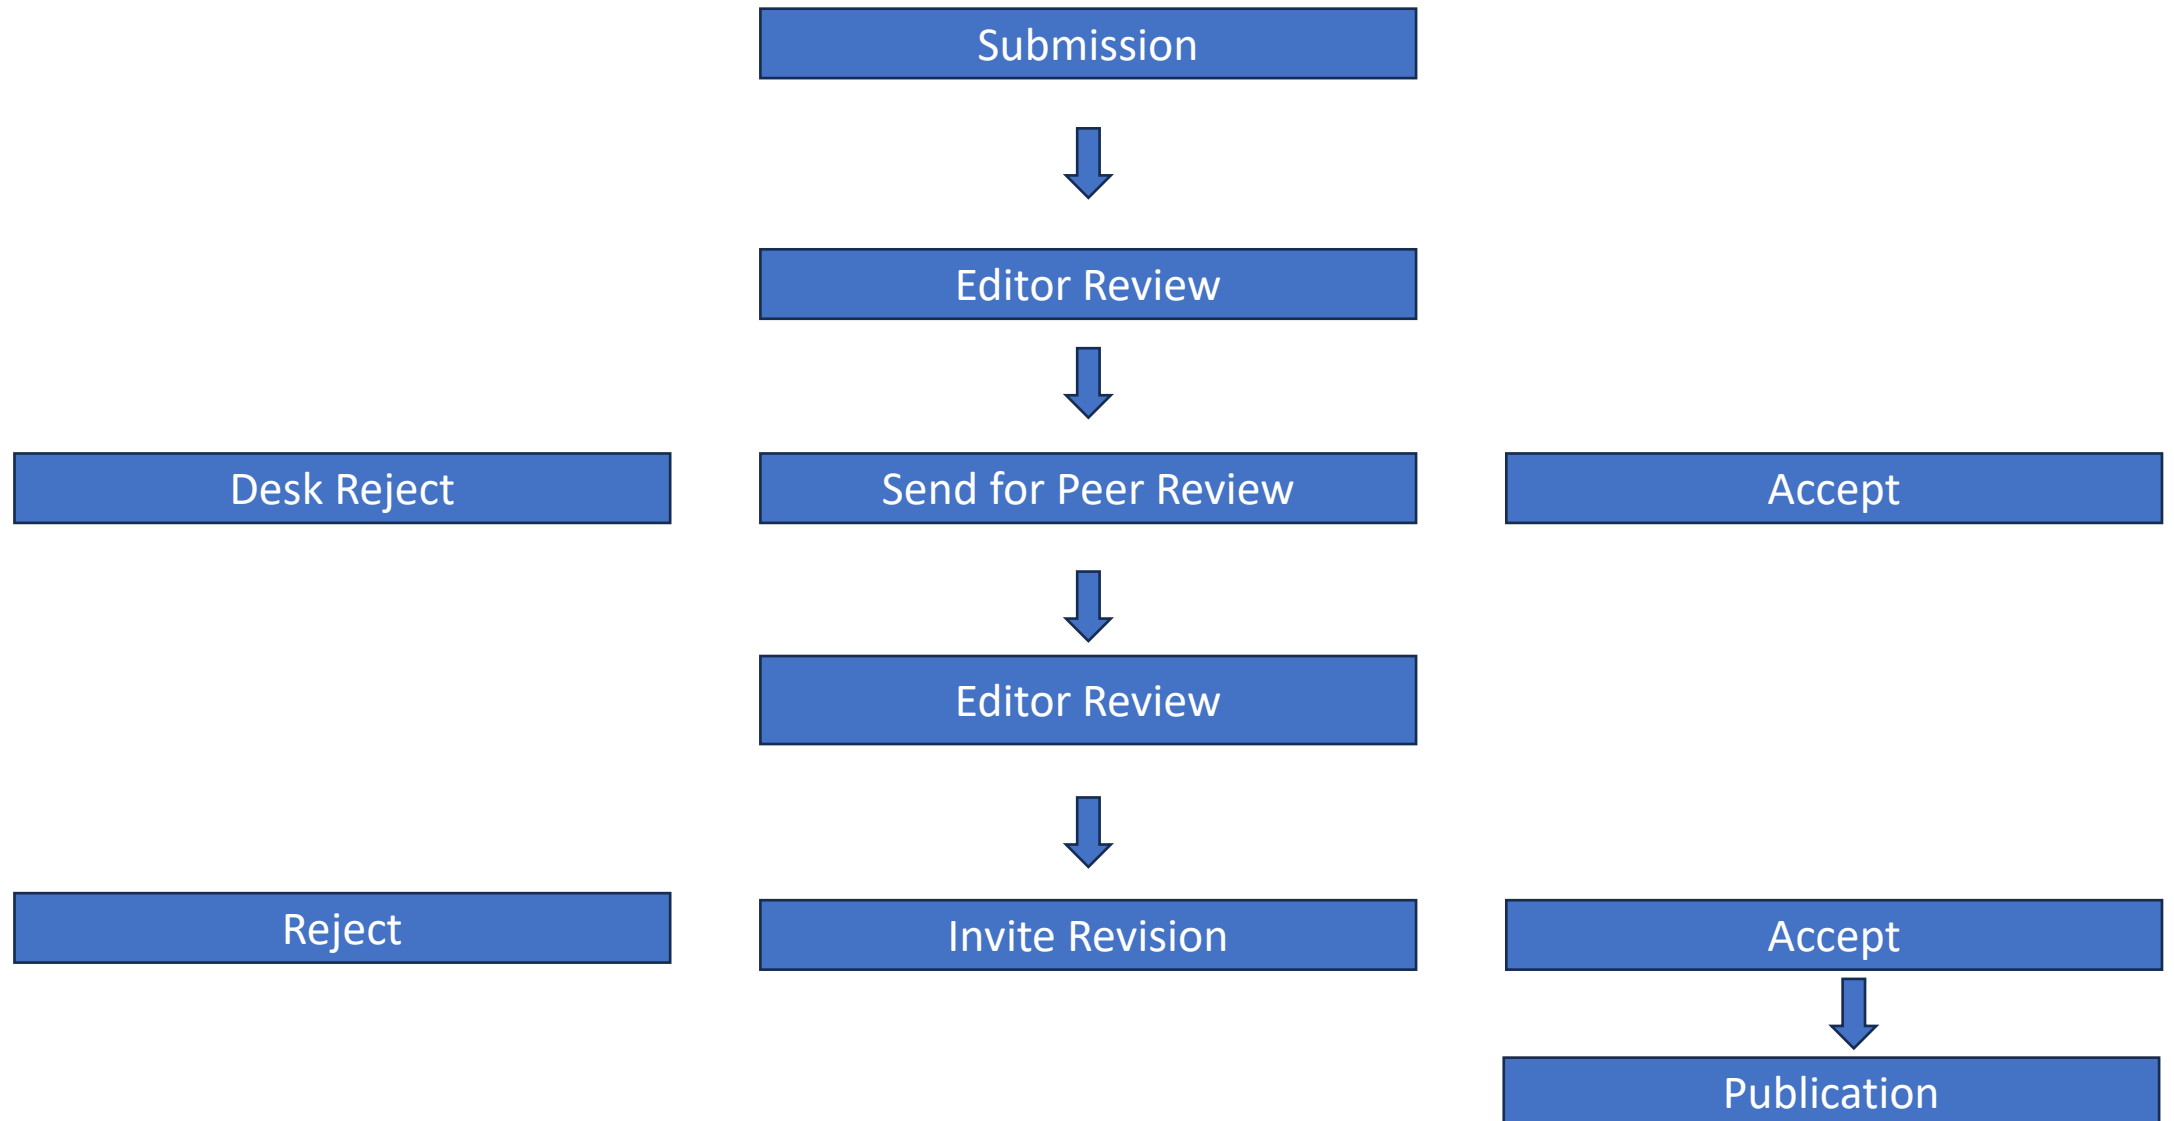 Submission
Editor Review
Desk Reject
Send for Peer Review
Accept
Editor Review
Reject
Invite Revision
Accept
Publication